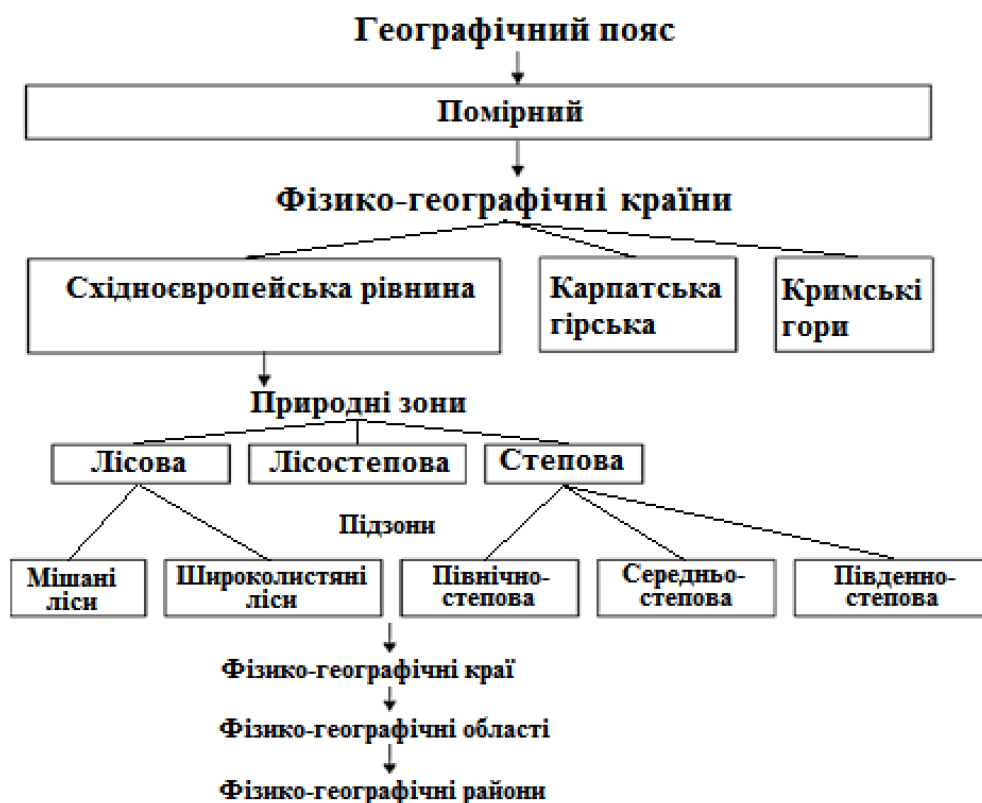 Географічний пояс
Помірний
Фізико-географічні країни
Східноєвропейська рівнина
Карпатська
гірська
Кримські
гори
Природні зони
Лісова
Лісостепова
Степова
Підзони
Мішані
ліси
Широколистяні
ліси
Північно-
степова
Середньо-
степова
Південно-
степова
Фізико-географічні краї
Фізико-географічні області
Фізико-географічні райони